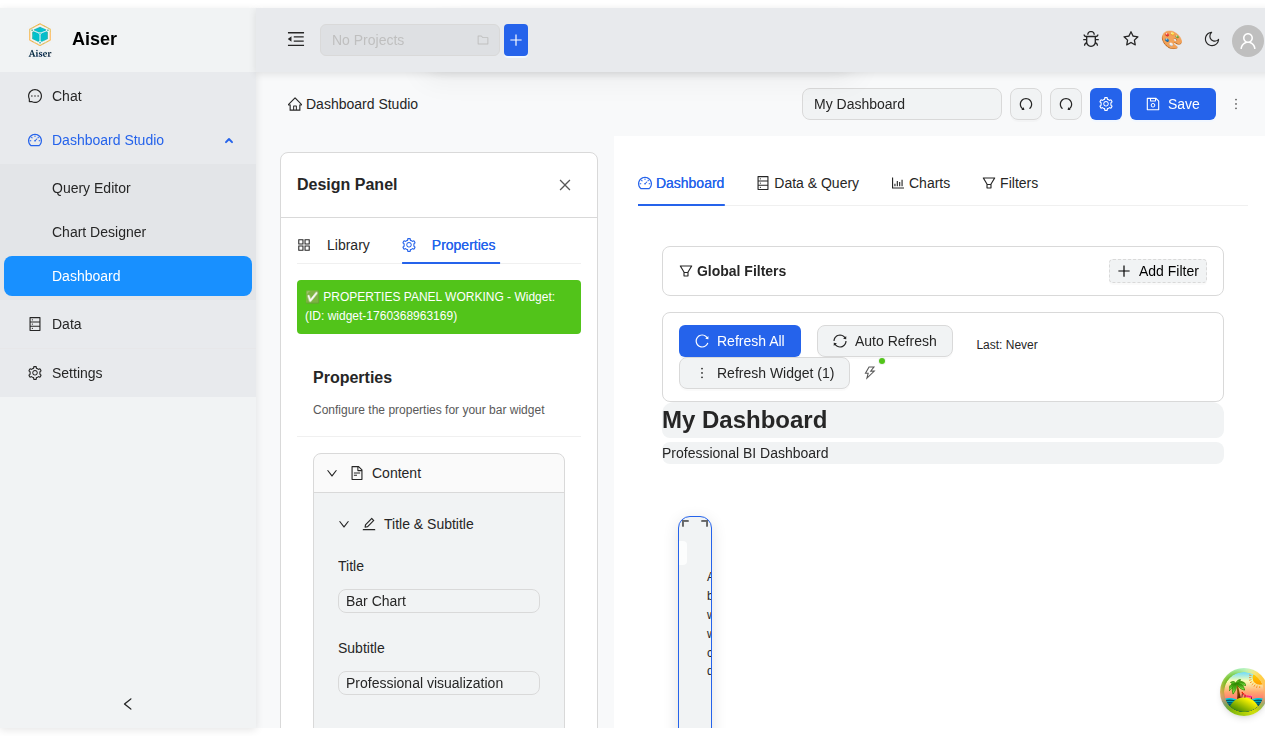 Aiser
Aiser
No Projects
Chat
Dashboard Studio
Query Editor
Chart Designer
Dashboard
Data
Settings
Dashboard Studio
My Dashboard
Save
Design Panel
Library
Properties
✅ PROPERTIES PANEL WORKING - Widget:
(ID: widget-1760368963169)
Properties
Configure the properties for your bar widget
Content
Title & Subtitle
Title
Bar Chart
Subtitle
Professional visualization
Dashboard
Data & Query
Charts
Filters
Global Filters
Add Filter
Refresh All
Auto Refresh
Last: Never
Refresh Widget (1)
My Dashboard
Professional BI Dashboard